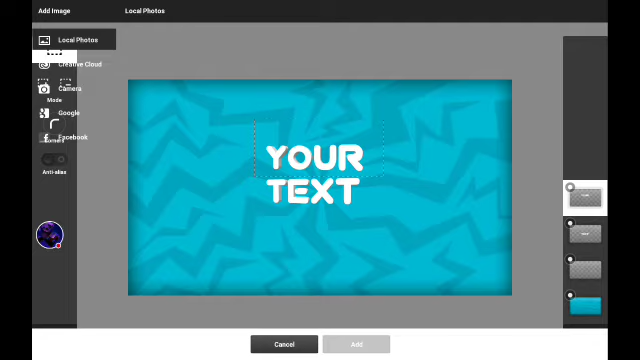 Add Image
Local Photos
Local Photos
Creative Cloud
Camera
Mode
Google
Facebook
Anti-alias
YOUR
TEXT
Cancel
Add